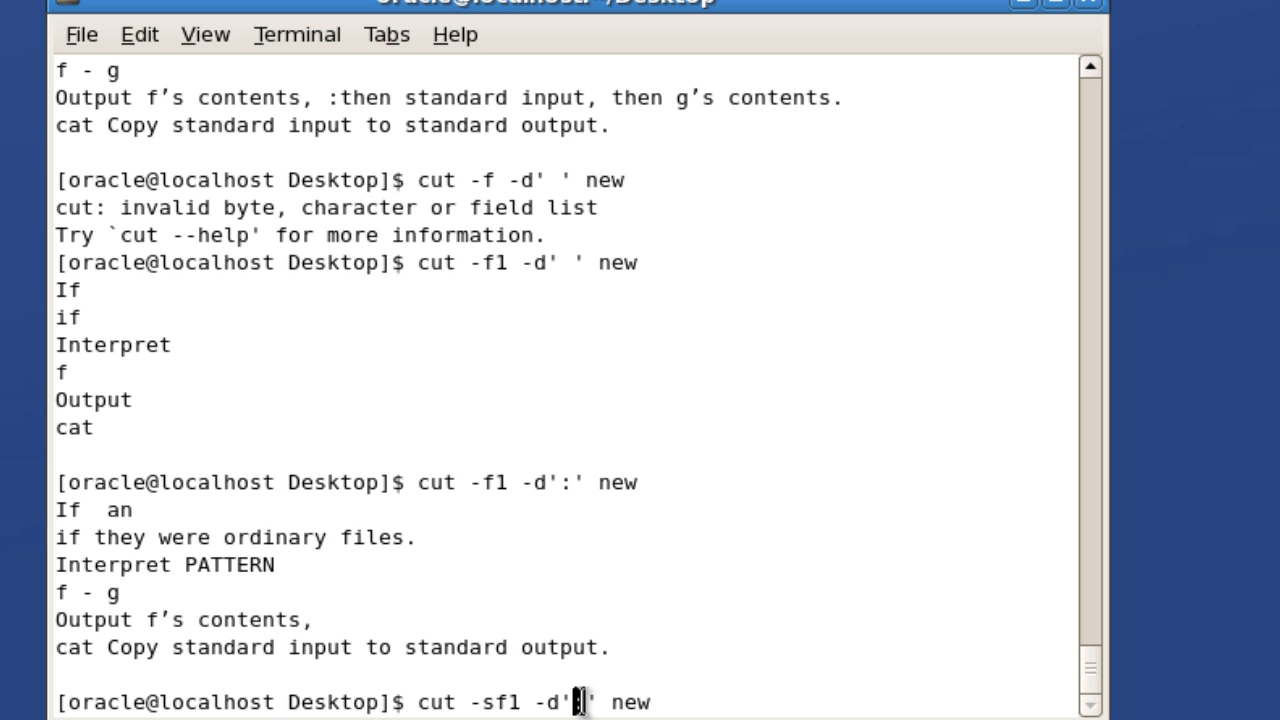 oracle@localhost:~/Desktop
File Edit View Terminal Tabs Help
f - g
Output f’s contents, :then standard input, then g’s contents.
cat Copy standard input to standard output.
[oracle@localhost Desktop]$ cut -f -d' ' new
cut: invalid byte, character or field list
Try `cut --help' for more information.
[oracle@localhost Desktop]$ cut -f1 -d' ' new
If
if
Interpret
f
Output
cat
[oracle@localhost Desktop]$ cut -f1 -d':' new
If  an
if they were ordinary files.
Interpret PATTERN
f - g
Output f’s contents,
cat Copy standard input to standard output.
[oracle@localhost Desktop]$ cut -sf1 -d':' new